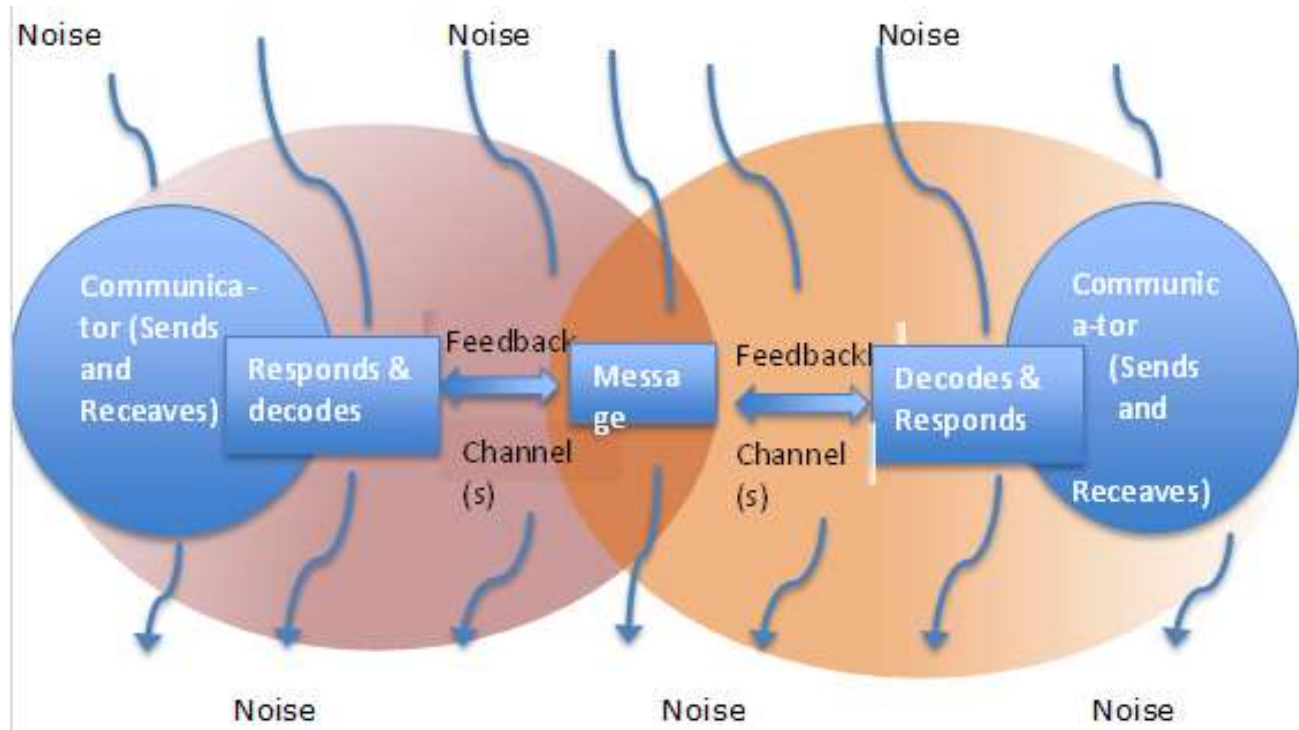 Noise
Noise
Noise
Communica-
tor (Sends
and
Receaves)
Responds &
decodes
Feedback
Channel
(s)
Messa
ge
Feedback
Channel
(s)
Decodes &
Responds
Communic
a-tor
(Sends
and
Receaves)
Noise
Noise
Noise